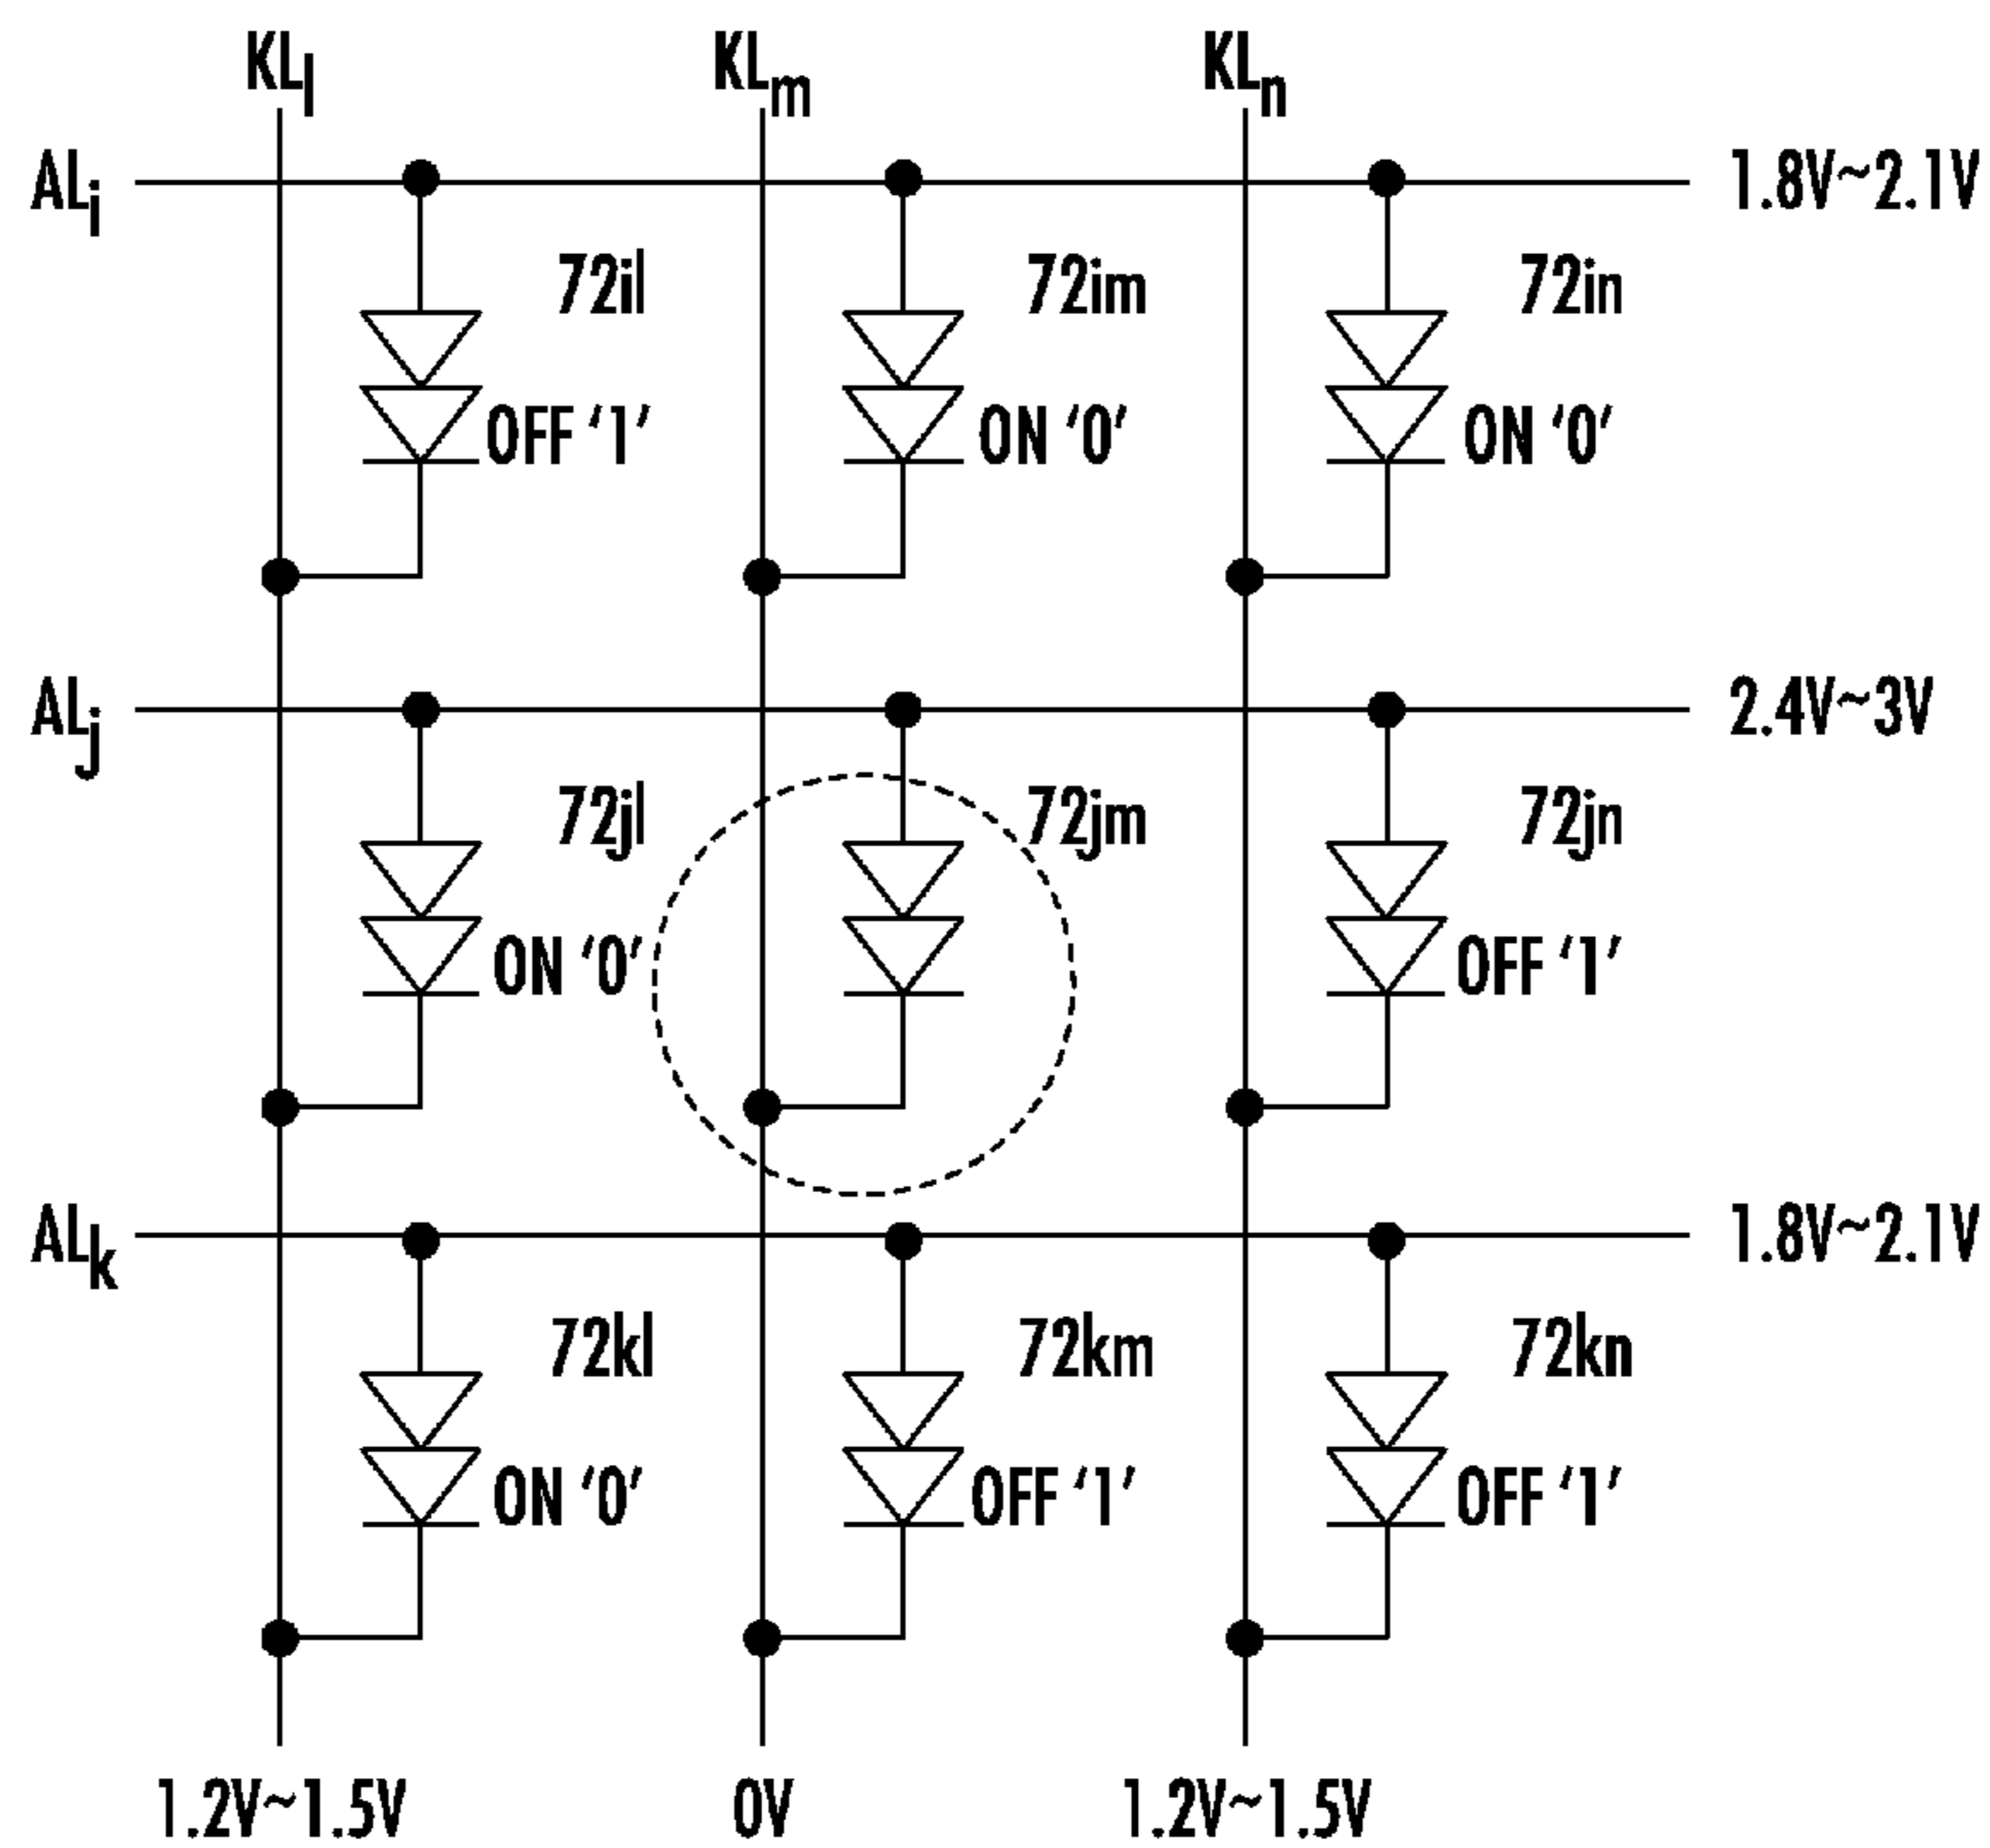 KLl KLm KLn
ALi 1.8V~2.1V
72il 72im 72in
OFF ‘1’ ON ‘0’ ON ‘0’
ALj 2.4V~3V
72jl 72jm 72jn
ON ‘0’ OFF ‘1’
ALk 1.8V~2.1V
72kl 72km 72kn
ON ‘0’ OFF ‘1’ OFF ‘1’
1.2V~1.5V 0V 1.2V~1.5V